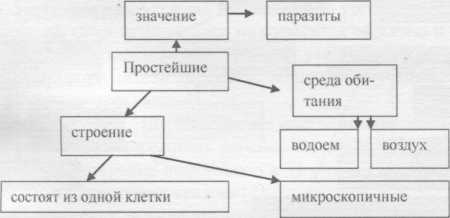 значение
паразиты
Простейшие
среда оби-
тания
строение
водоем
воздух
состоят из одной клетки
микроскопичные